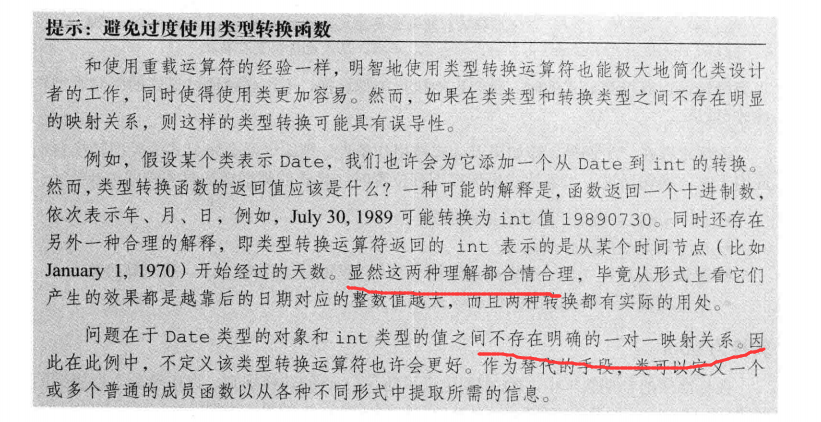 提示：避免过度使用类型转换函数
和使用重载运算符的经验一样，明智地使用类型转换运算符也能极大地简化类设计
者的工作，同时使得使用类更加容易。然而，如果在类类型和转换类型之间不存在明显
的映射关系，则这样的类型转换可能具有误导性。
例如，假设某个类表示 Date，我们也许会为它添加一个从 Date 到 int 的转换。
然而，类型转换函数的返回值应该是什么？一种可能的解释是，函数返回一个十进制数，
依次表示年、月、日，例如，July 30, 1989 可能转换为 int 值 19890730。同时还存在
另外一种合理的解释，即类型转换运算符返回的 int 表示的是从某个时间节点（比如
January 1, 1970）开始经过的天数。显然这两种理解都合情合理，毕竟从形式上看它们
产生的效果都是越靠后的日期对应的整数值越大，而且两种转换都有实际的用处。
问题在于 Date 类型的对象和 int 类型的值之间不存在明确的一对一映射关系。因
此在此例中，不定义该类型转换运算符也许会更好。作为替代的手段，类可以定义一个
或多个普通的成员函数以从各种不同形式中提取所需的信息。